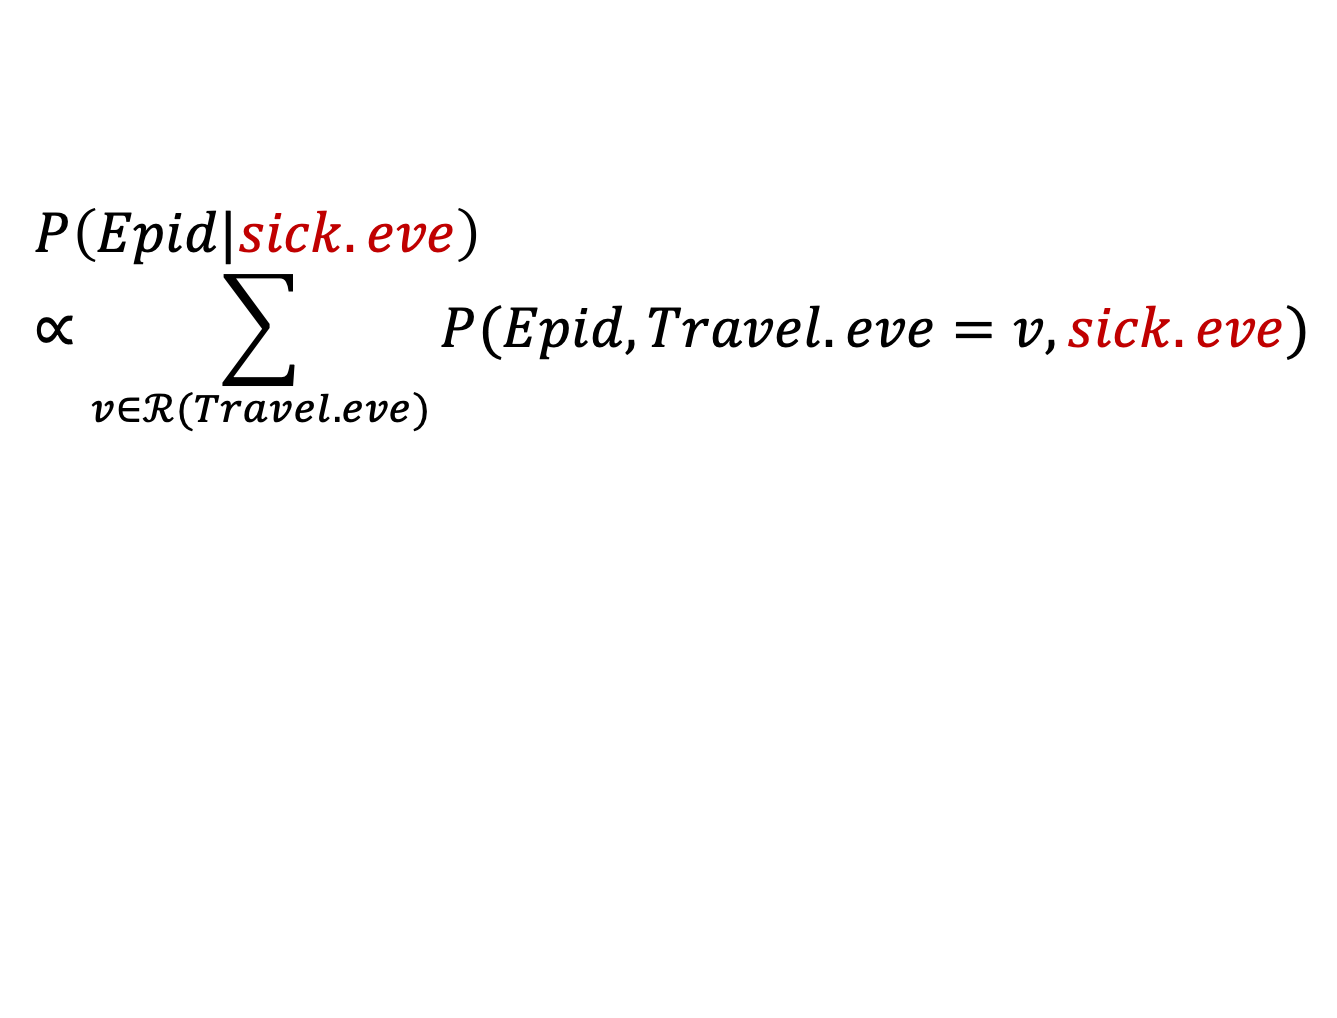 P(Epid|sick.eve)
∝ ∑ P(Epid, Travel.eve = v, sick.eve)
v∈ℛ(Travel.eve)